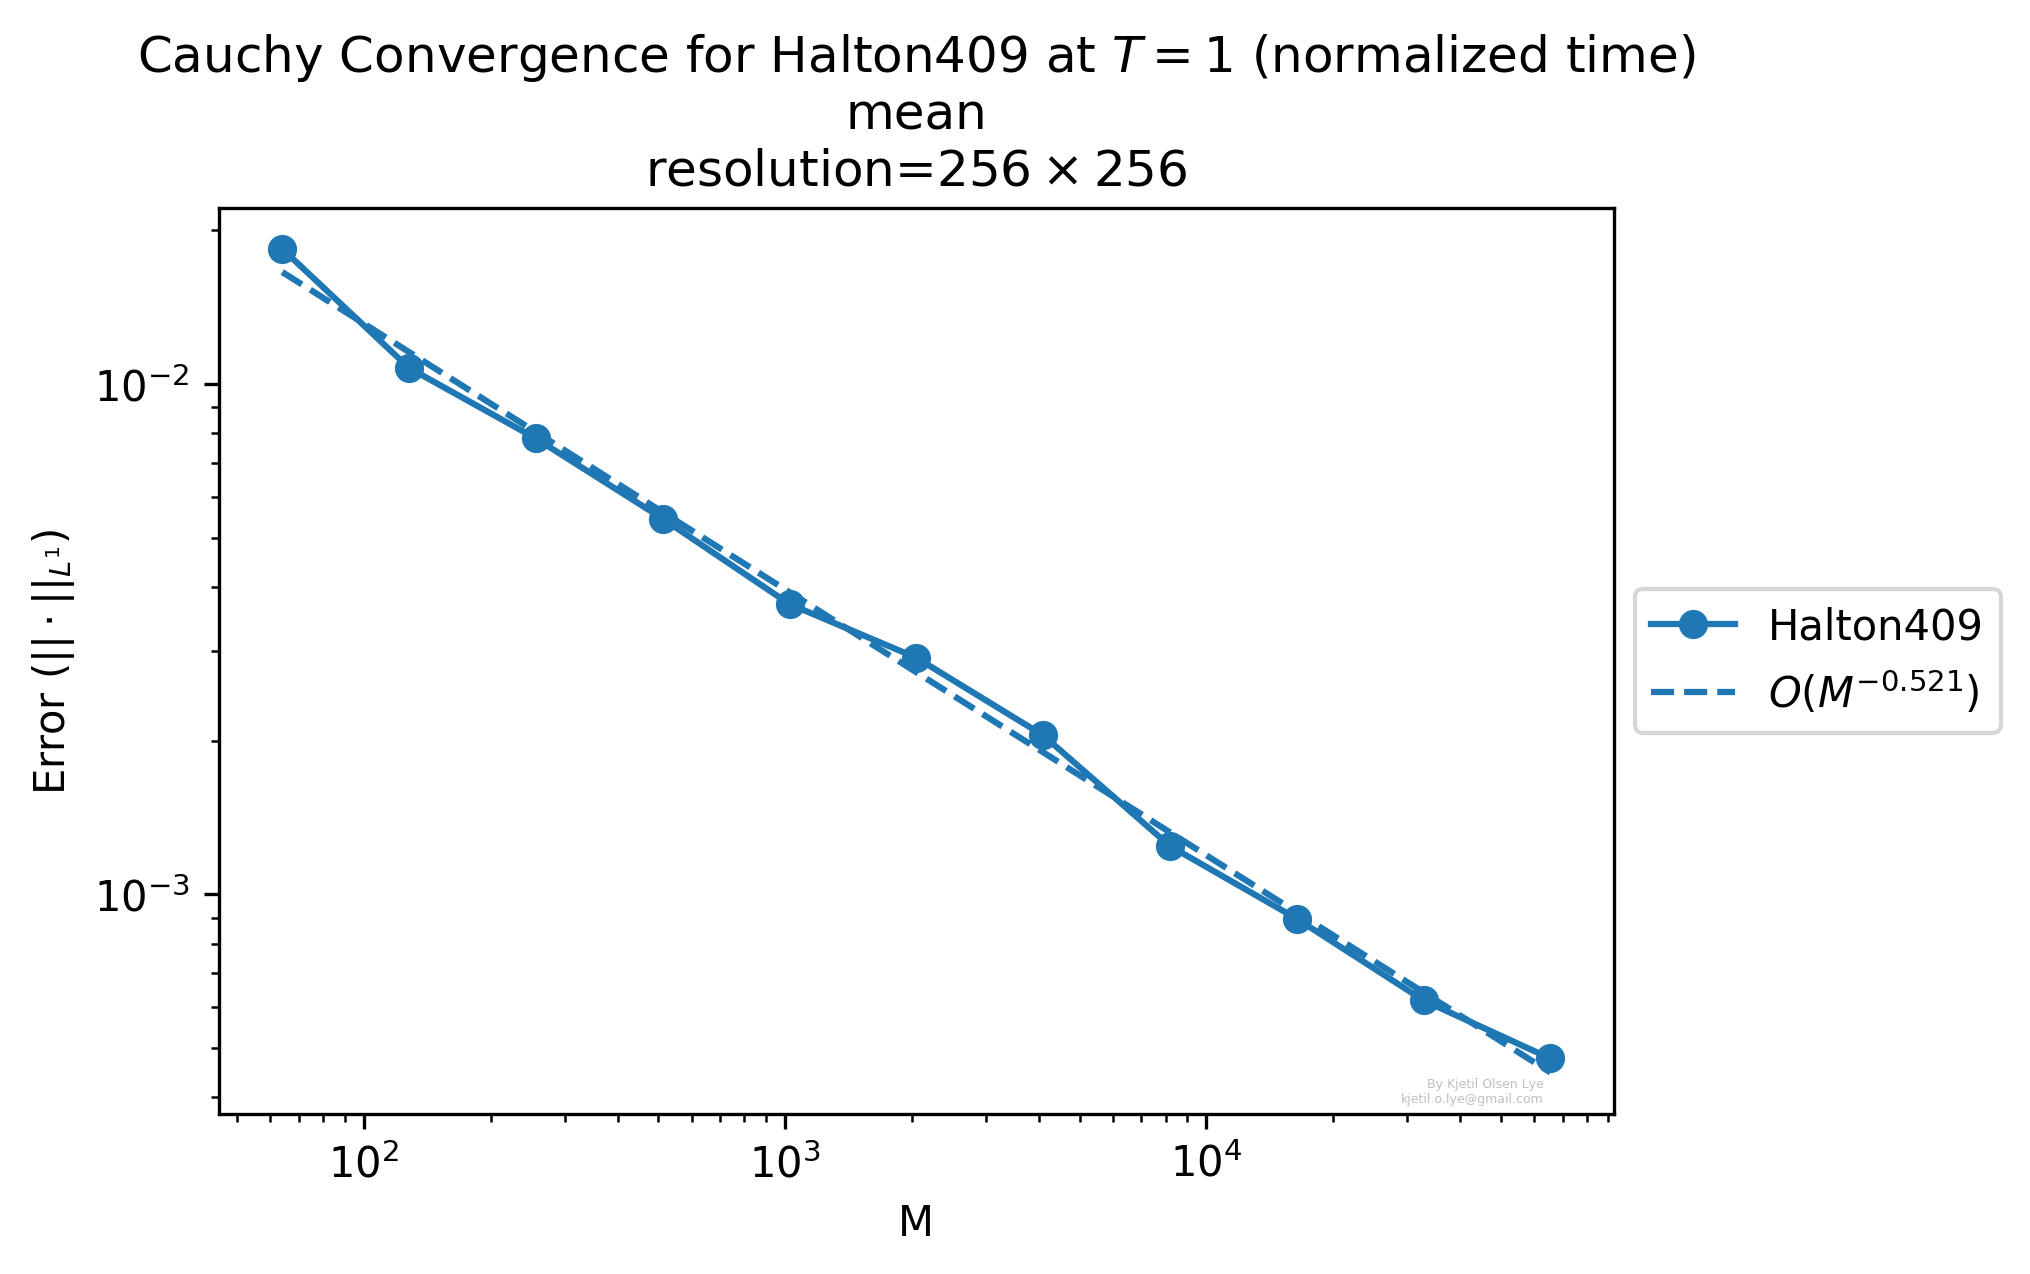 Cauchy Convergence for Halton409 at T = 1 (normalized time)
mean
resolution=256 × 256
Error (|| · ||_{L^1})
10^{-2}
10^{-3}
10^2
10^3
10^4
M
Halton409
O(M^{-0.521})
By Kjetil Olsen Lye
kjetil.o.lye@gmail.com